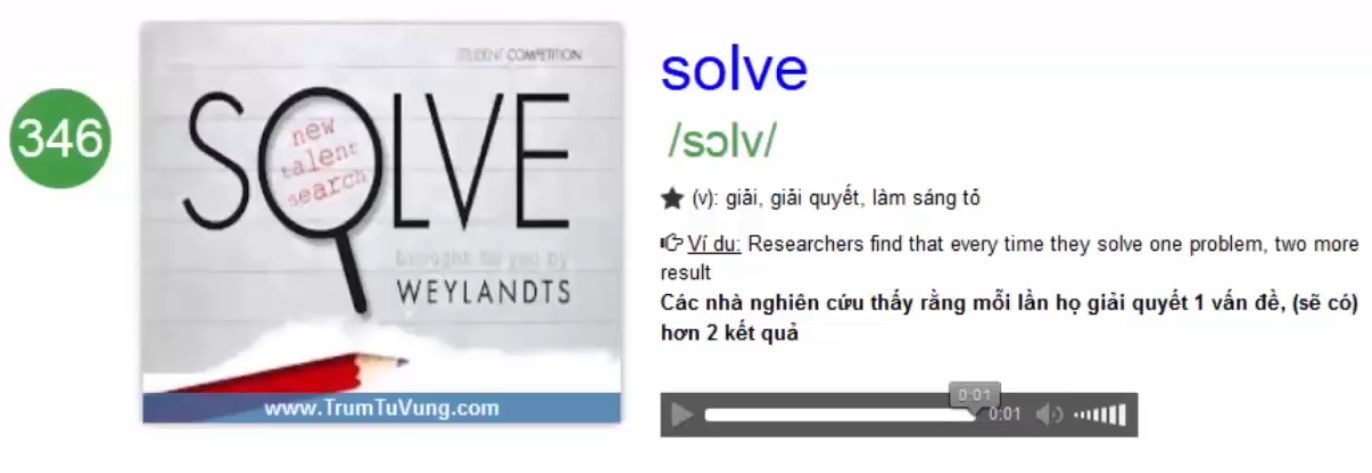 346
STUDENT COMPETITION
SOLVE
new
talent
search
brought to you by
WEYLANDTS
www.TrumTuVung.com
solve
/sɔlv/
(v): giải, giải quyết, làm sáng tỏ
Ví dụ: Researchers find that every time they solve one problem, two more
result
Các nhà nghiên cứu thấy rằng mỗi lần họ giải quyết 1 vấn đề, (sẽ có)
hơn 2 kết quả
0:01
0:01